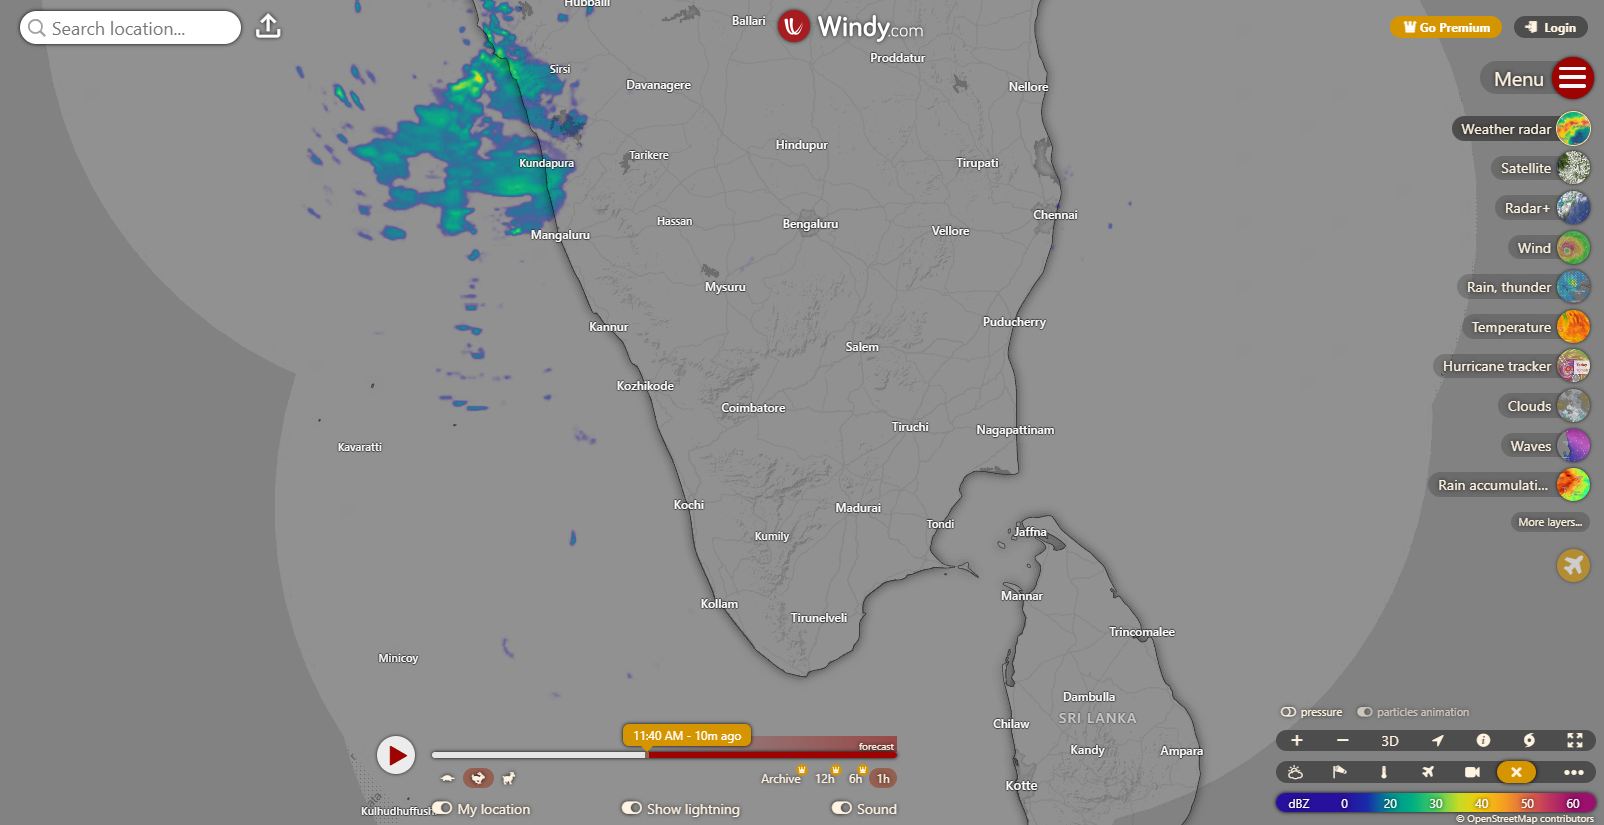 Hubballi
Search location...
Ballari
Windy.com
Go Premium
Login
Proddatur
Sirsi
Davanagere
Nellore
Menu
Weather radar
Hindupur
Tarikere
Kundapura
Tirupati
Satellite
Radar+
Hassan
Bengaluru
Chennai
Vellore
Mangaluru
Wind
Mysuru
Rain, thunder
Kannur
Puducherry
Temperature
Salem
Hurricane tracker
Kozhikode
Coimbatore
Clouds
Tiruchi
Nagapattinam
Kavaratti
Waves
Rain accumulati...
Kochi
Madurai
Tondi
More layers...
Kumily
Jaffna
Mannar
Kollam
Tirunelveli
Trincomalee
Minicoy
Dambulla
SRI LANKA
Chilaw
pressure
particles animation
11:40 AM - 10m ago
forecast
Kandy
Ampara
3D
Archive
12h
6h
1h
Kotte
Kulhudhuffushi
My location
Show lightning
Sound
dBZ 0 20 30 40 50 60
© OpenStreetMap contributors